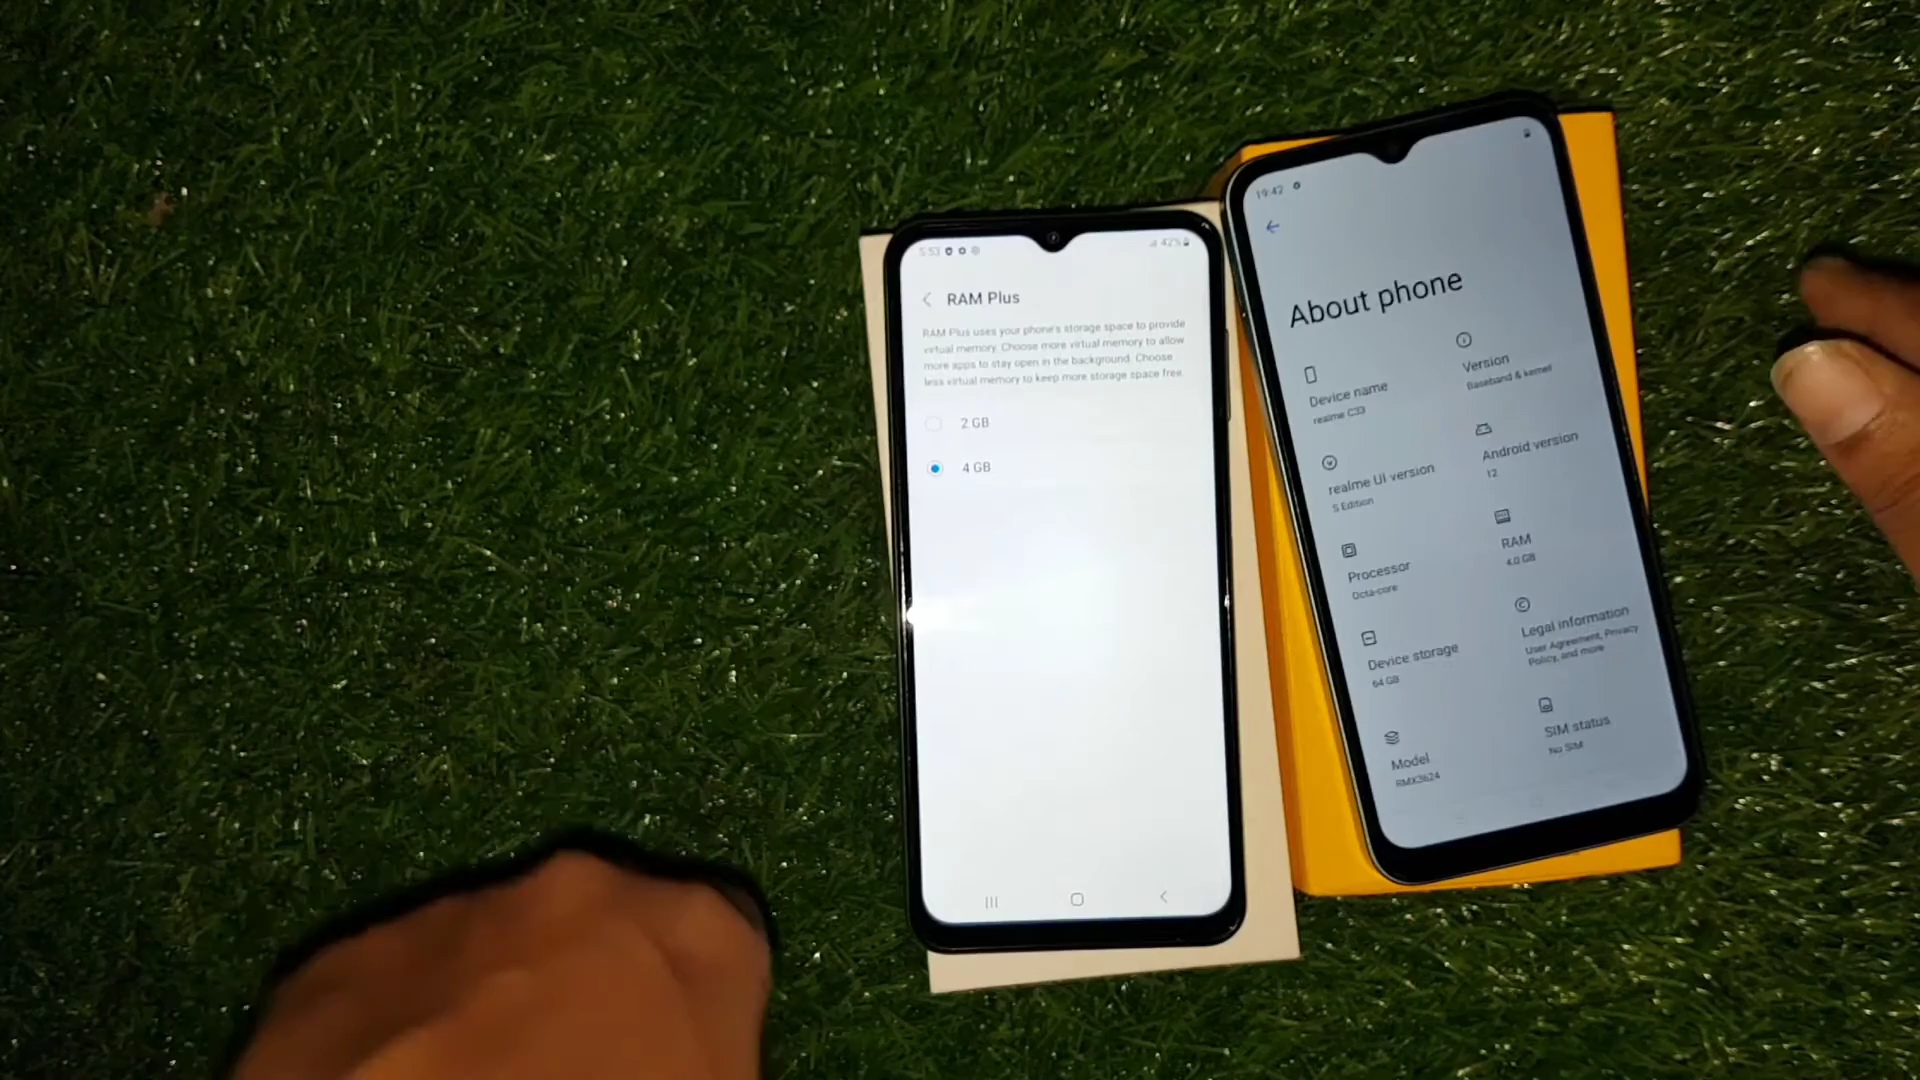 5:53
42%
RAM Plus
RAM Plus uses your phone's storage space to provide
virtual memory. Choose more virtual memory to allow
more apps to stay open in the background. Choose
less virtual memory to keep more storage space free.
2 GB
4 GB
19:42
About phone
Device name
realme C33
Version
Baseband & kernel
realme UI version
S Edition
Android version
12
Processor
Octa-core
RAM
4.0 GB
Device storage
64 GB
Legal information
User Agreement, Privacy
Policy, and more
Model
RMX3624
SIM status
No SIM